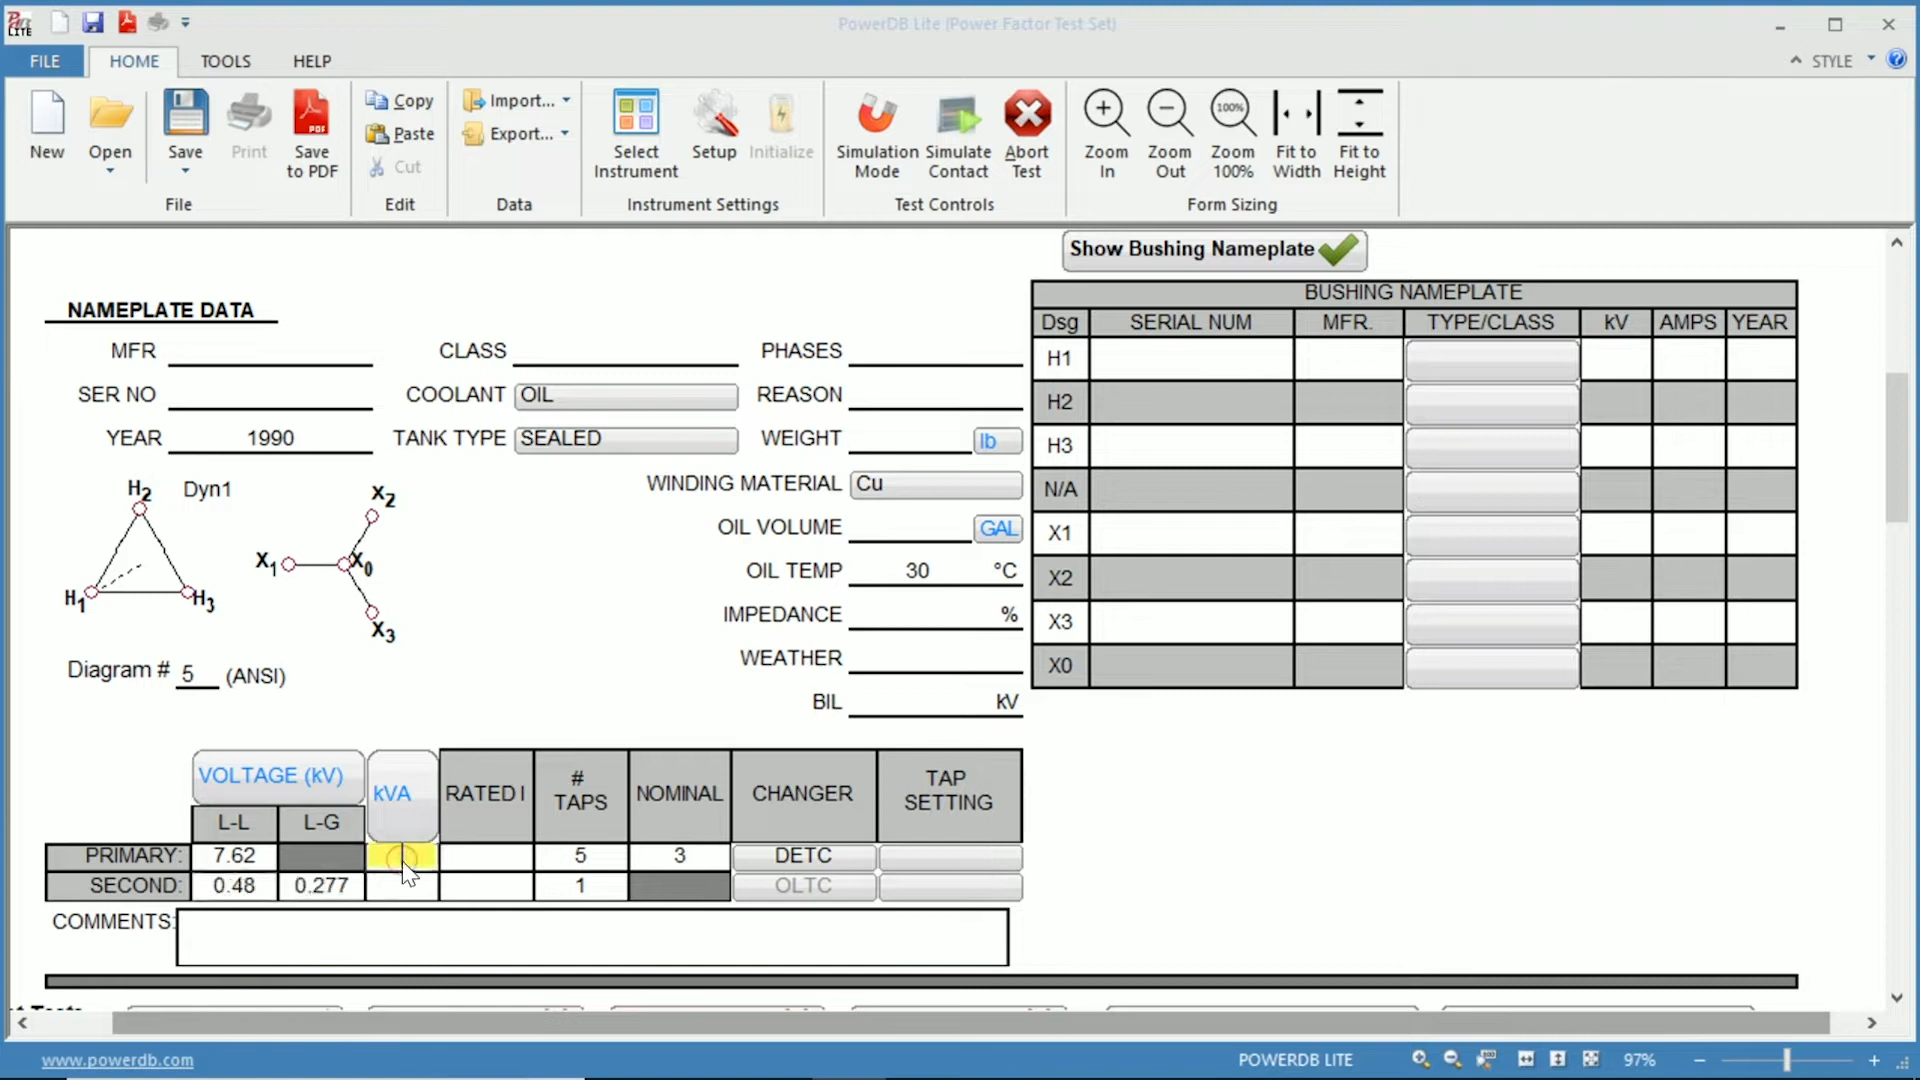 LITE
PowerDB Lite (Power Factor Test Set)
FILE HOME TOOLS HELP STYLE
New Open Save Print Save to PDF
Copy
Paste
Cut
Import...
Export...
Select Instrument Setup Initialize
Simulation Mode Simulate Contact Abort Test
Zoom In Zoom Out 100% Zoom 100% Fit to Width Fit to Height
File Edit Data Instrument Settings Test Controls Form Sizing
Show Bushing Nameplate
NAMEPLATE DATA
MFR CLASS PHASES
SER NO COOLANT OIL REASON
YEAR 1990 TANK TYPE SEALED WEIGHT lb
WINDING MATERIAL Cu
OIL VOLUME GAL
OIL TEMP 30 °C
IMPEDANCE %
WEATHER
BIL kV
H2 Dyn1 X2
X1 X0
H1 H3
X3
Diagram # 5 (ANSI)
BUSHING NAMEPLATE
Dsg SERIAL NUM MFR. TYPE/CLASS kV AMPS YEAR
H1
H2
H3
N/A
X1
X2
X3
X0
VOLTAGE (kV) kVA RATED I # TAPS NOMINAL CHANGER TAP SETTING
L-L L-G
PRIMARY: 7.62 5 3 DETC
SECOND: 0.48 0.277 1 OLTC
COMMENTS:
www.powerdb.com POWERDB LITE 97%